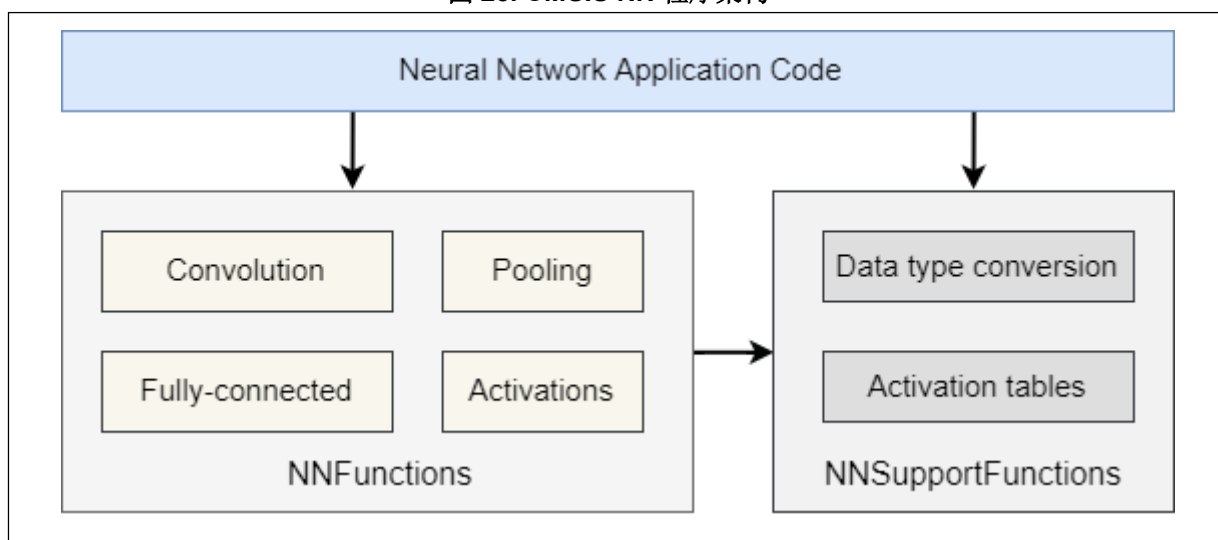 Neural Network Application Code
Convolution
Pooling
Fully-connected
Activations
NNFunctions
Data type conversion
Activation tables
NNSupportFunctions